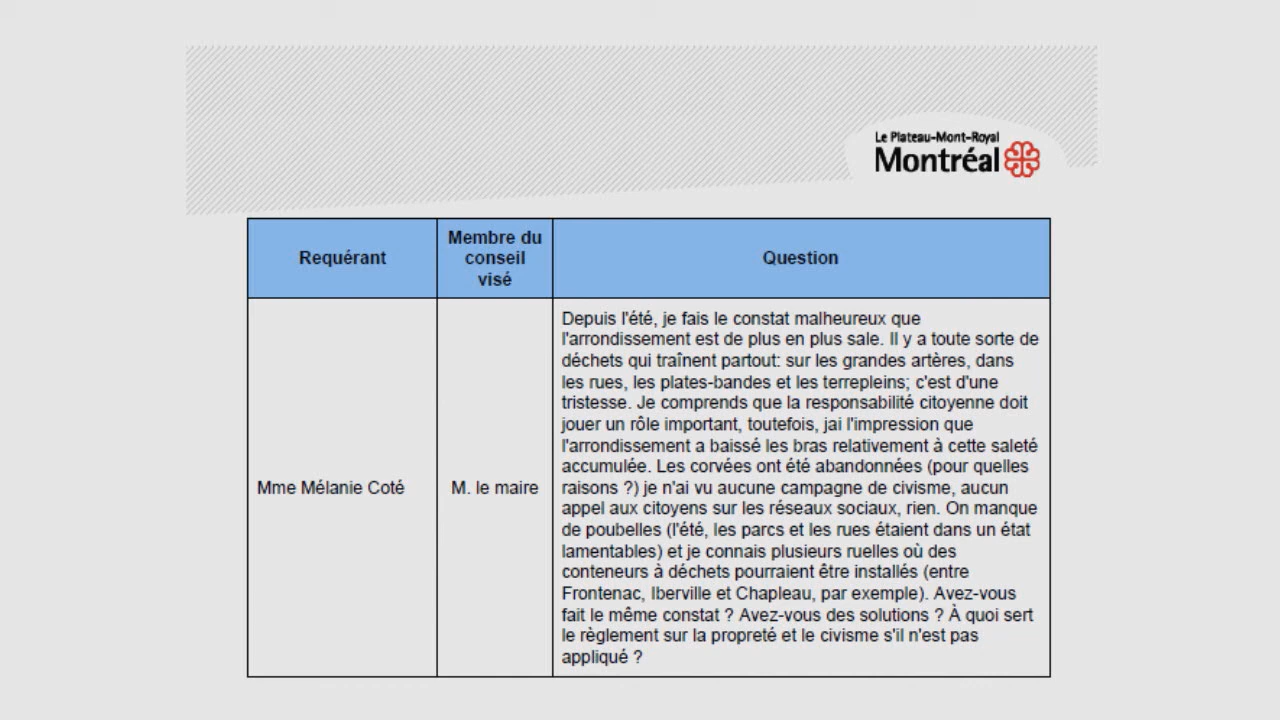 Le Plateau-Mont-Royal
Montréal
Requérant
Membre du
conseil
visé
Question
Mme Mélanie Coté
M. le maire
Depuis l'été, je fais le constat malheureux que
l'arrondissement est de plus en plus sale. Il y a toute sorte de
déchets qui traînent partout: sur les grandes artères, dans
les rues, les plates-bandes et les terrepleins; c'est d'une
tristesse. Je comprends que la responsabilité citoyenne doit
jouer un rôle important, toutefois, jai l'impression que
l'arrondissement a baissé les bras relativement à cette saleté
accumulée. Les corvées ont été abandonnées (pour quelles
raisons ?) je n'ai vu aucune campagne de civisme, aucun
appel aux citoyens sur les réseaux sociaux, rien. On manque
de poubelles (l'été, les parcs et les rues étaient dans un état
lamentables) et je connais plusieurs ruelles où des
conteneurs à déchets pourraient être installés (entre
Frontenac, Iberville et Chapleau, par exemple). Avez-vous
fait le même constat ? Avez-vous des solutions ? À quoi sert
le règlement sur la propreté et le civisme s'il n'est pas
appliqué ?